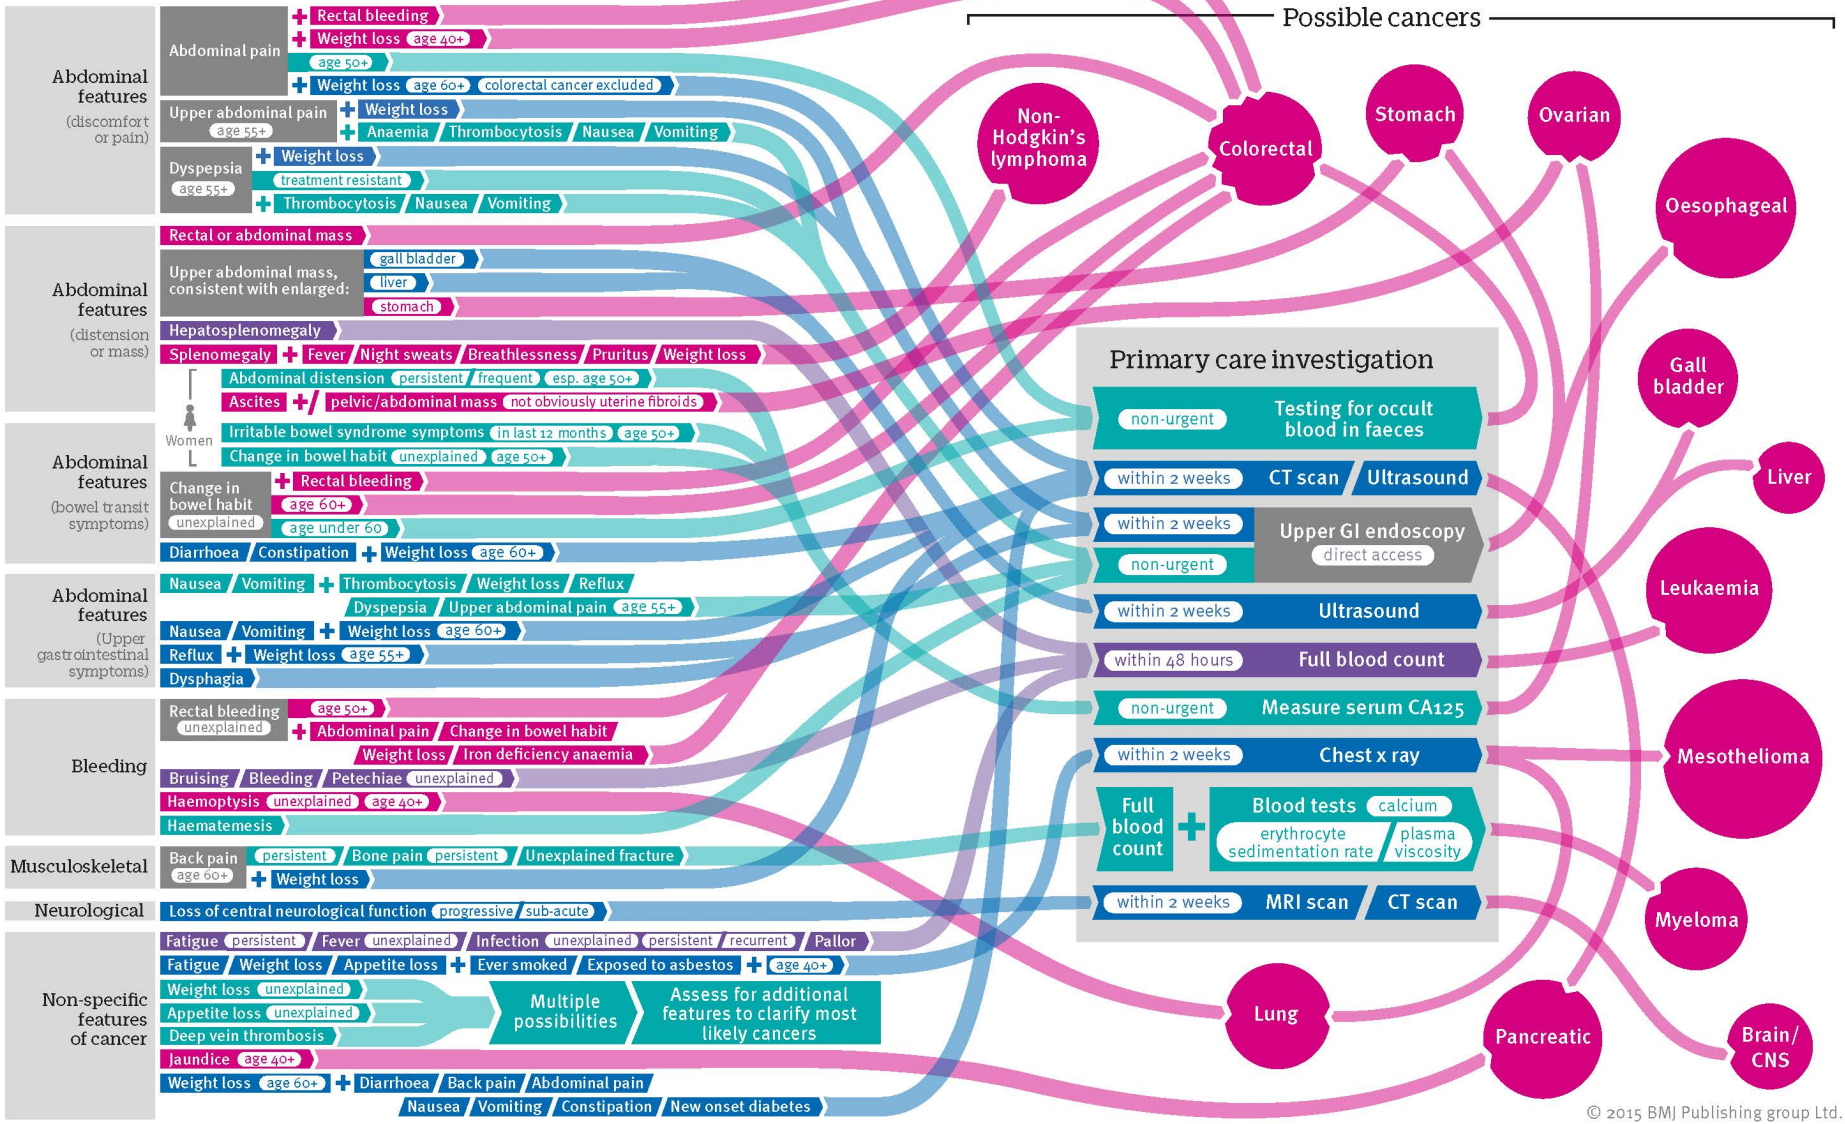 Possible cancers
Abdominal
features
(discomfort
or pain)
Abdominal pain
+ Rectal bleeding
+ Weight loss age 40+
age 50+
+ Weight loss age 60+ colorectal cancer excluded
Upper abdominal pain
age 55+
+ Weight loss
+ Anaemia / Thrombocytosis / Nausea / Vomiting
Dyspepsia
age 55+
+ Weight loss
treatment resistant
+ Thrombocytosis / Nausea / Vomiting
Abdominal
features
(distension
or mass)
Rectal or abdominal mass
Upper abdominal mass,
consistent with enlarged:
gall bladder
liver
stomach
Hepatosplenomegaly
Splenomegaly + Fever / Night sweats / Breathlessness / Pruritus / Weight loss
Women
Abdominal distension persistent / frequent esp. age 50+
Ascites +/ pelvic/abdominal mass not obviously uterine fibroids
Abdominal
features
(bowel transit
symptoms)
Irritable bowel syndrome symptoms in last 12 months age 50+
Change in bowel habit unexplained age 50+
Change in
bowel habit
unexplained
+ Rectal bleeding
age 60+
age under 60
Diarrhoea / Constipation + Weight loss age 60+
Abdominal
features
(Upper
gastrointestinal
symptoms)
Nausea / Vomiting + Thrombocytosis / Weight loss / Reflux
Dyspepsia / Upper abdominal pain age 55+
Nausea / Vomiting + Weight loss age 60+
Reflux + Weight loss age 55+
Dysphagia
Bleeding
Rectal bleeding
unexplained
age 50+
+ Abdominal pain / Change in bowel habit
Weight loss / Iron deficiency anaemia
Bruising / Bleeding / Petechiae unexplained
Haemoptysis unexplained age 40+
Haematemesis
Musculoskeletal
Back pain
age 60+
persistent / Bone pain persistent / Unexplained fracture
+ Weight loss
Neurological
Loss of central neurological function progressive / sub-acute
Non-specific
features
of cancer
Fatigue persistent / Fever unexplained / Infection unexplained persistent / recurrent / Pallor
Fatigue / Weight loss / Appetite loss + Ever smoked / Exposed to asbestos + age 40+
Weight loss unexplained
Appetite loss unexplained
Deep vein thrombosis
Multiple
possibilities
Assess for additional
features to clarify most
likely cancers
Jaundice age 40+
Weight loss age 60+ + Diarrhoea / Back pain / Abdominal pain
Nausea / Vomiting / Constipation / New onset diabetes
Primary care investigation
non-urgent
Testing for occult
blood in faeces
within 2 weeks CT scan / Ultrasound
within 2 weeks
non-urgent
Upper GI endoscopy
direct access
within 2 weeks Ultrasound
within 48 hours Full blood count
non-urgent Measure serum CA125
within 2 weeks Chest x ray
Full
blood
count
+
Blood tests calcium
erythrocyte
sedimentation rate
/ plasma
viscosity
within 2 weeks MRI scan / CT scan
Non-
Hodgkin's
lymphoma
Colorectal
Stomach
Ovarian
Oesophageal
Gall
bladder
Liver
Leukaemia
Mesothelioma
Myeloma
Lung
Pancreatic
Brain/
CNS
© 2015 BMJ Publishing group Ltd.